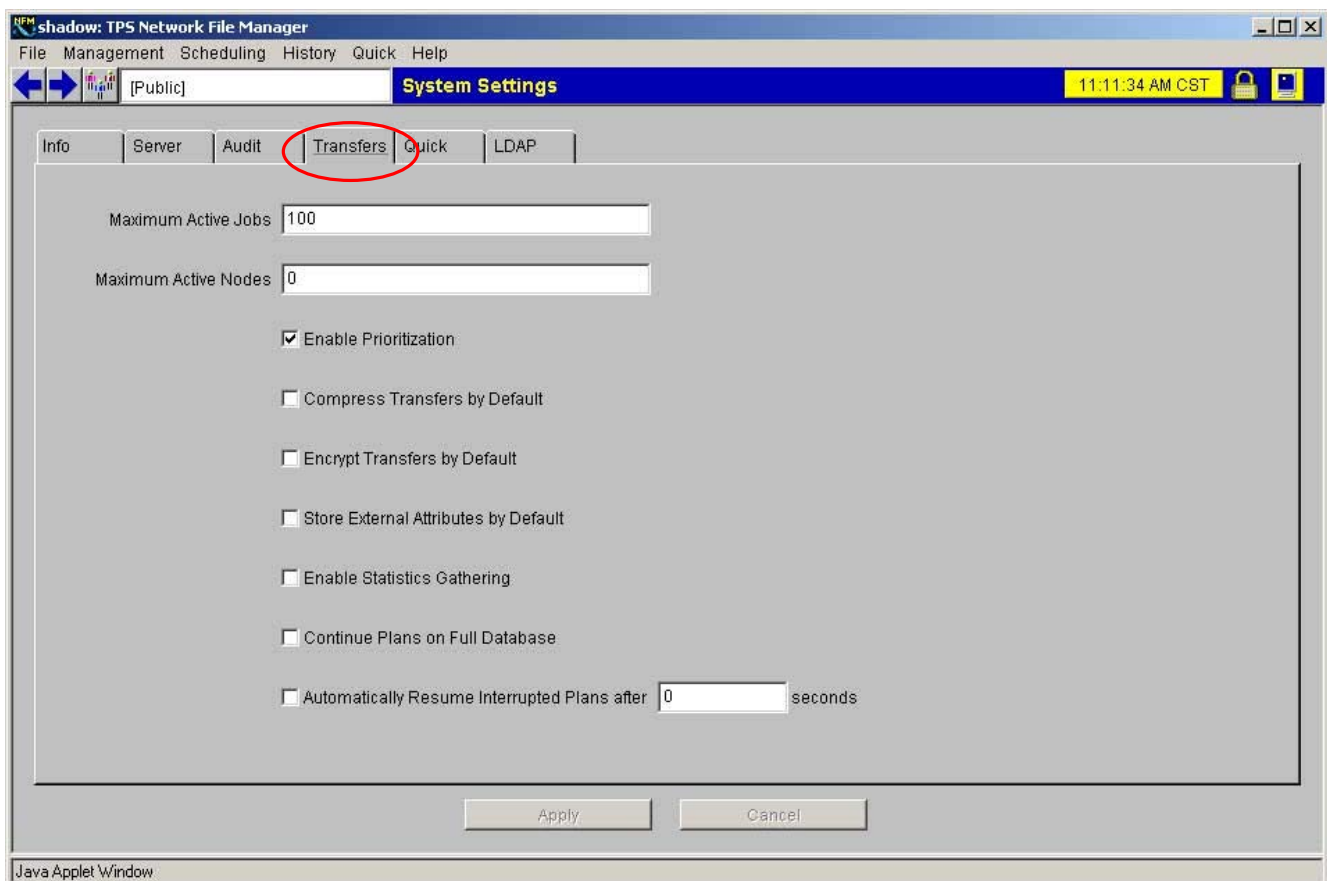 NFM shadow: TPS Network File Manager
File Management Scheduling History Quick Help
[Public] System Settings 11:11:34 AM CST
Info Server Audit Transfers Quick LDAP
Maximum Active Jobs 100
Maximum Active Nodes 0
Enable Prioritization
Compress Transfers by Default
Encrypt Transfers by Default
Store External Attributes by Default
Enable Statistics Gathering
Continue Plans on Full Database
Automatically Resume Interrupted Plans after 0 seconds
Apply Cancel
Java Applet Window